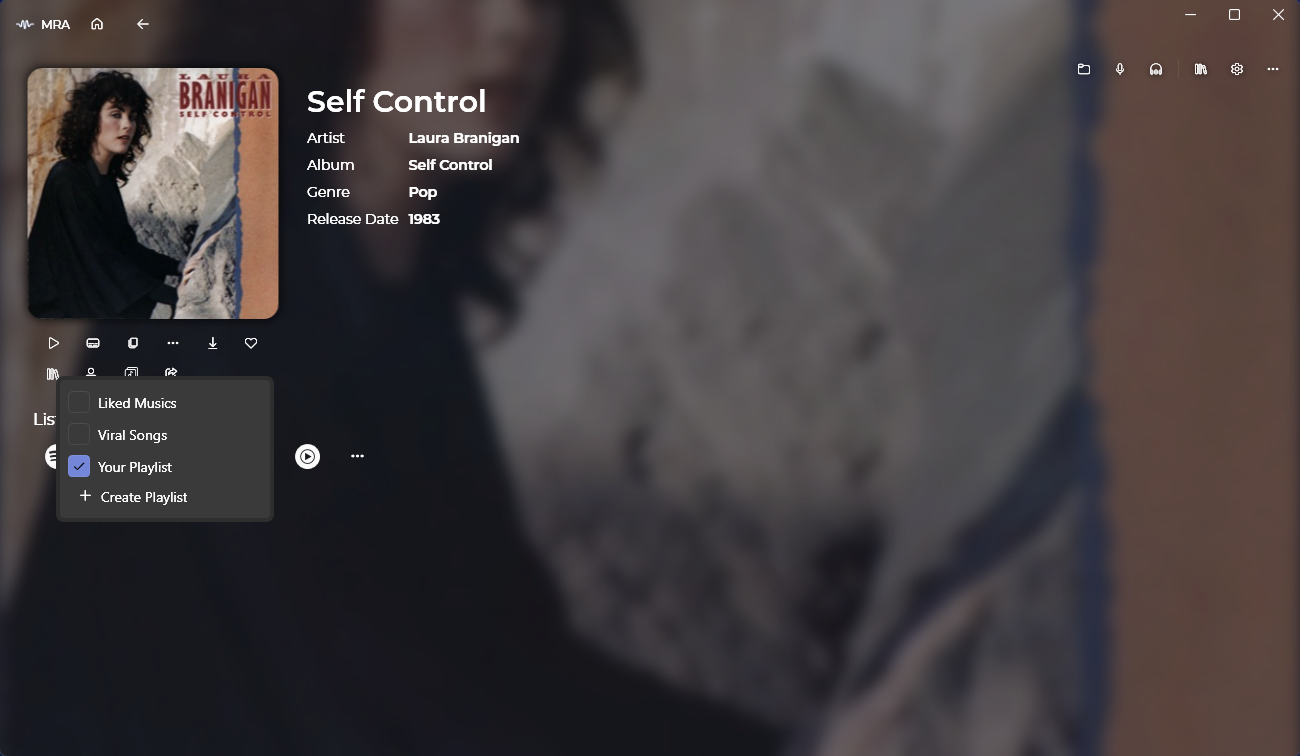 MRA
LAURA
BRANIGAN
SELF CONTROL
Self Control
Artist Laura Branigan
Album Self Control
Genre Pop
Release Date 1983
Liked Musics
Lis
Viral Songs
Your Playlist
Create Playlist